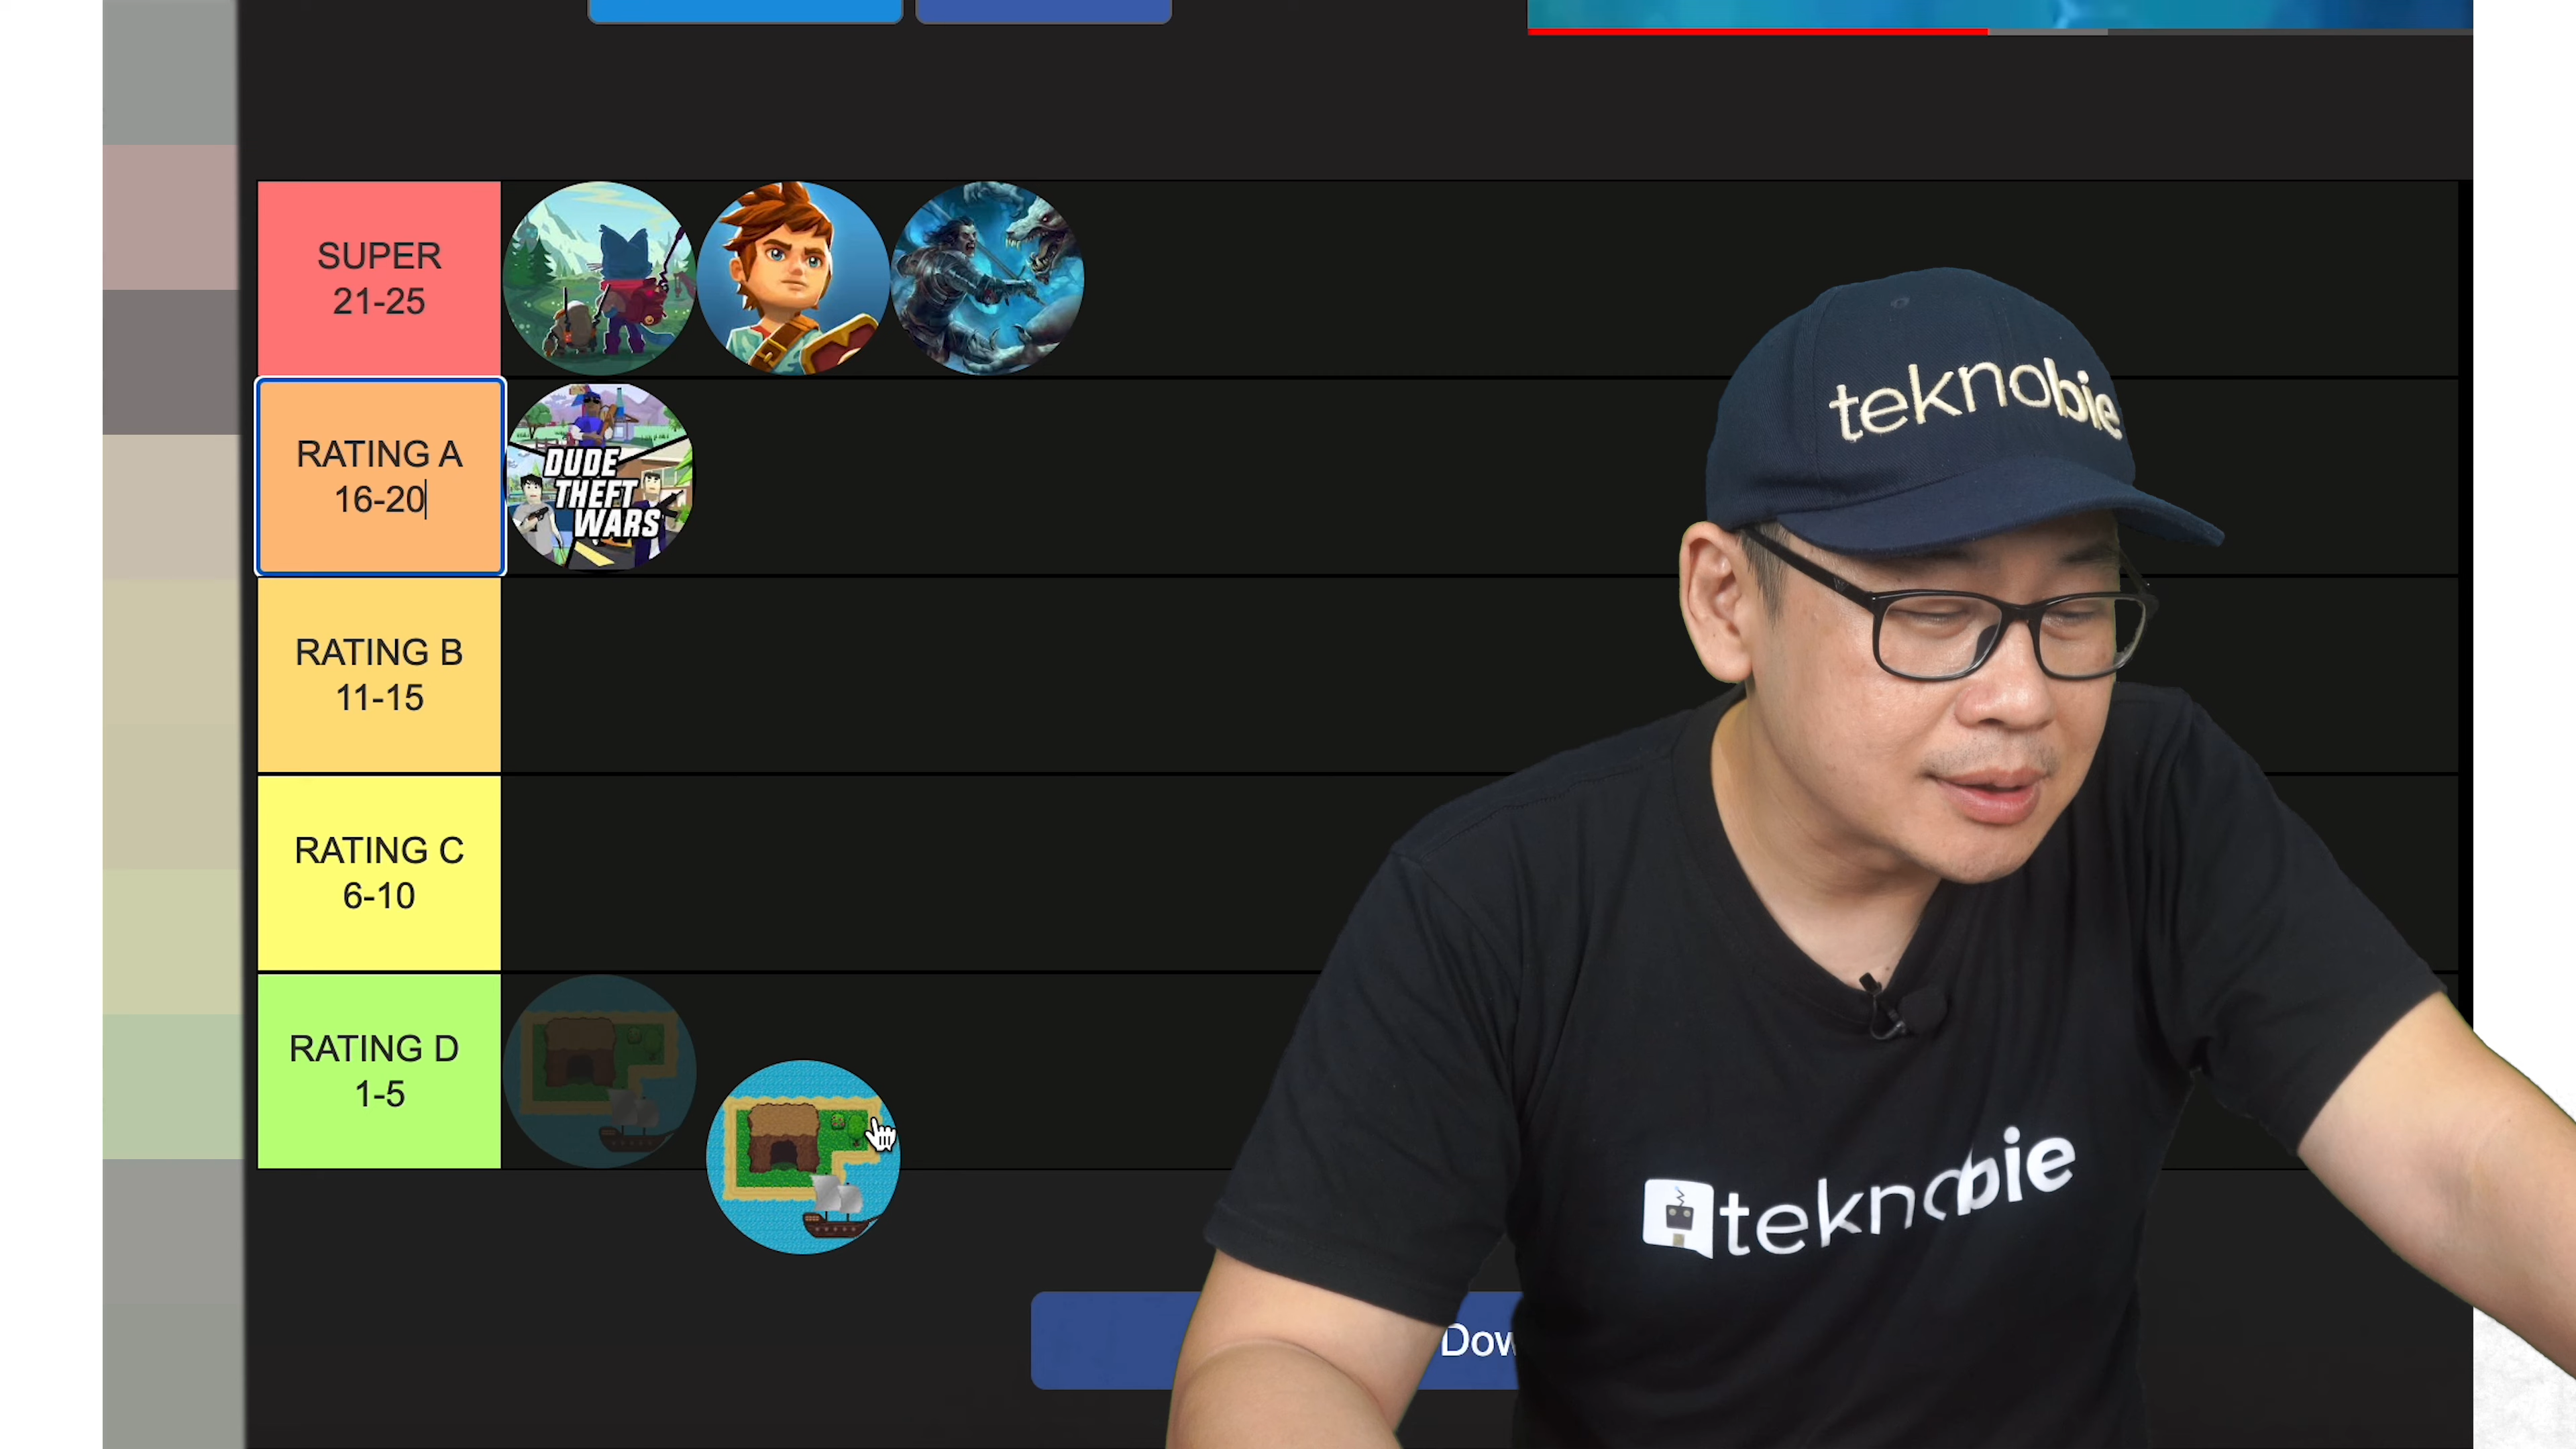 SUPER
21-25
RATING A
16-20
DUDE
THEFT
WARS
RATING B
11-15
RATING C
6-10
RATING D
1-5
teknobie
teknobie